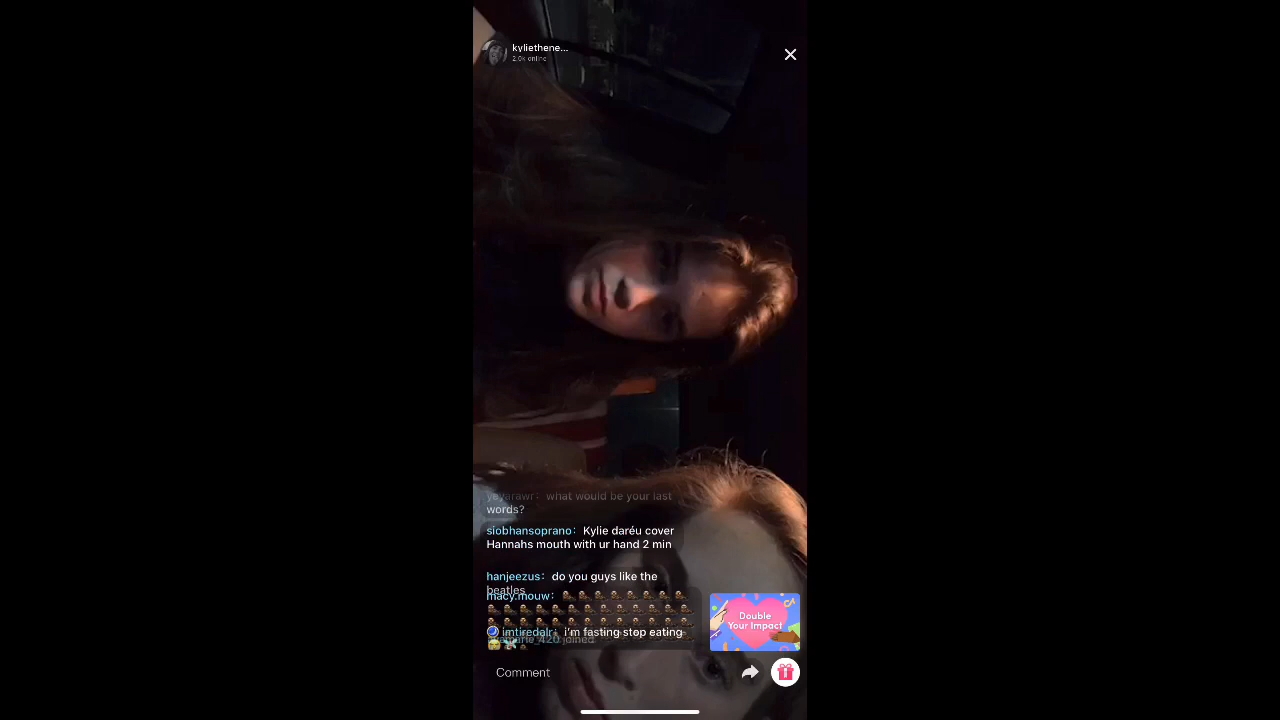 kyliethene...
2.0k online
yeyarawr: what would be your last
words?
siobhansoprano: Kylie daréu cover
Hannahs mouth with ur hand 2 min
hanjeezus: do you guys like the
beatles
macy.mouw:
imtiredalr: i'm fasting stop eating
joined
Double
Your Impact
Comment